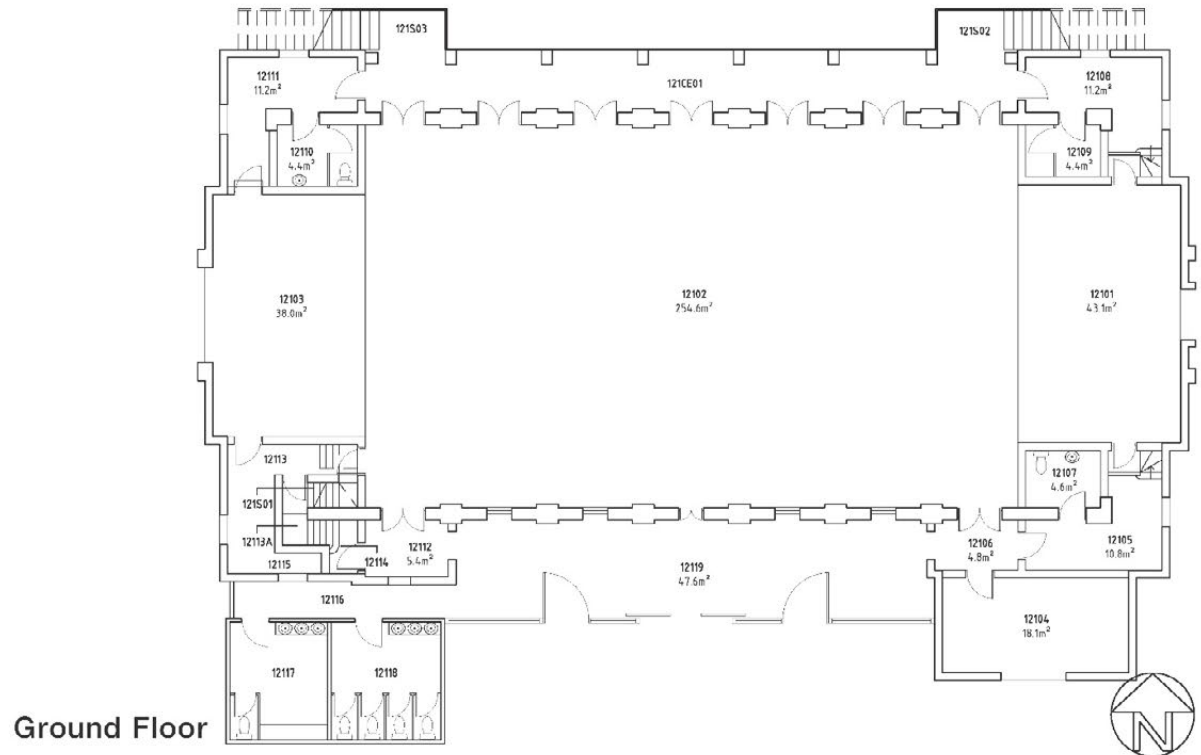 121S03
121S02
12111
11.2m²
121CE01
12108
11.2m²
12110
4.4m²
12109
4.4m²
12103
38.0m²
12102
254.6m²
12101
43.1m²
12113
121S01
12113A
12115
12114
12112
5.4m²
12107
4.6m²
12106
4.8m²
12105
10.8m²
12119
47.6m²
12116
12104
18.1m²
12117
12118
Ground Floor
N